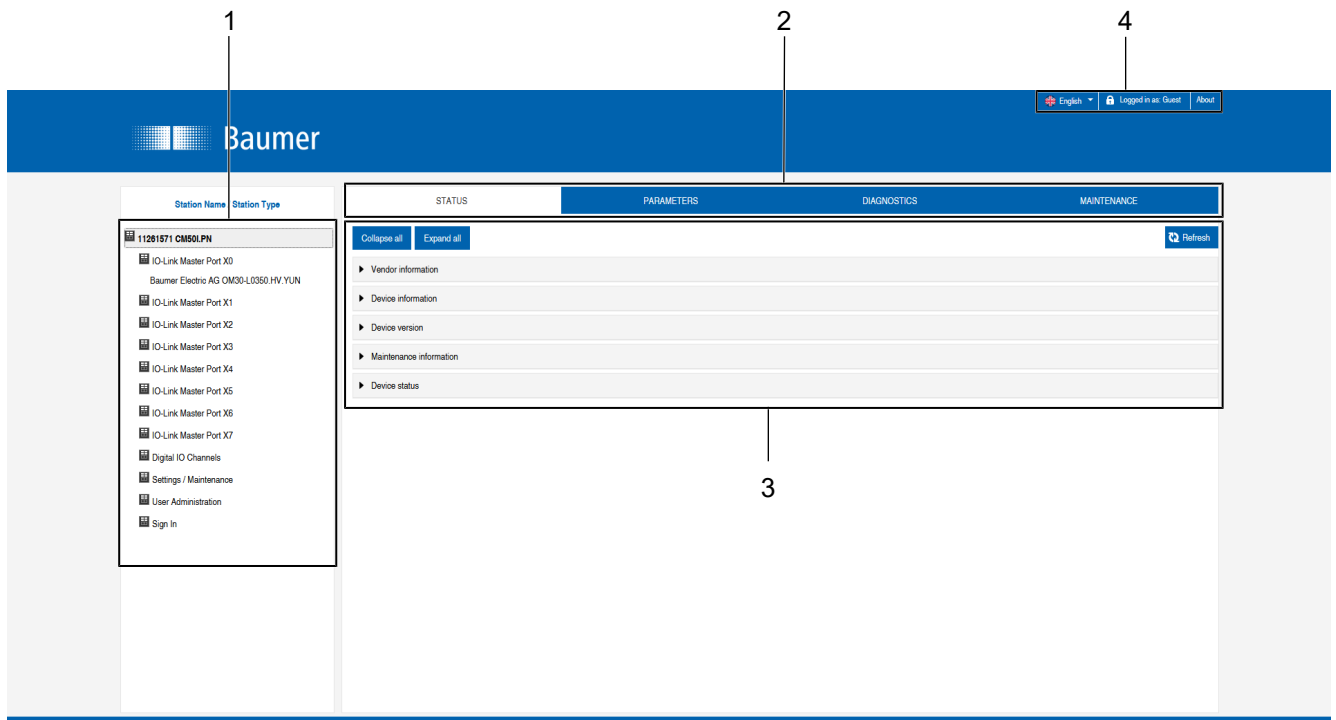 1
2
4
English
Logged in as: Guest
About
Baumer
Station Name Station Type
STATUS
PARAMETERS
DIAGNOSTICS
MAINTENANCE
11261571 CM50I.PN
IO-Link Master Port X0
Baumer Electric AG OM30-L0350.HV.YUN
IO-Link Master Port X1
IO-Link Master Port X2
IO-Link Master Port X3
IO-Link Master Port X4
IO-Link Master Port X5
IO-Link Master Port X6
IO-Link Master Port X7
Digital IO Channels
Settings / Maintenance
User Administration
Sign In
Collapse all
Expand all
Refresh
Vendor information
Device information
Device version
Maintenance information
Device status
3